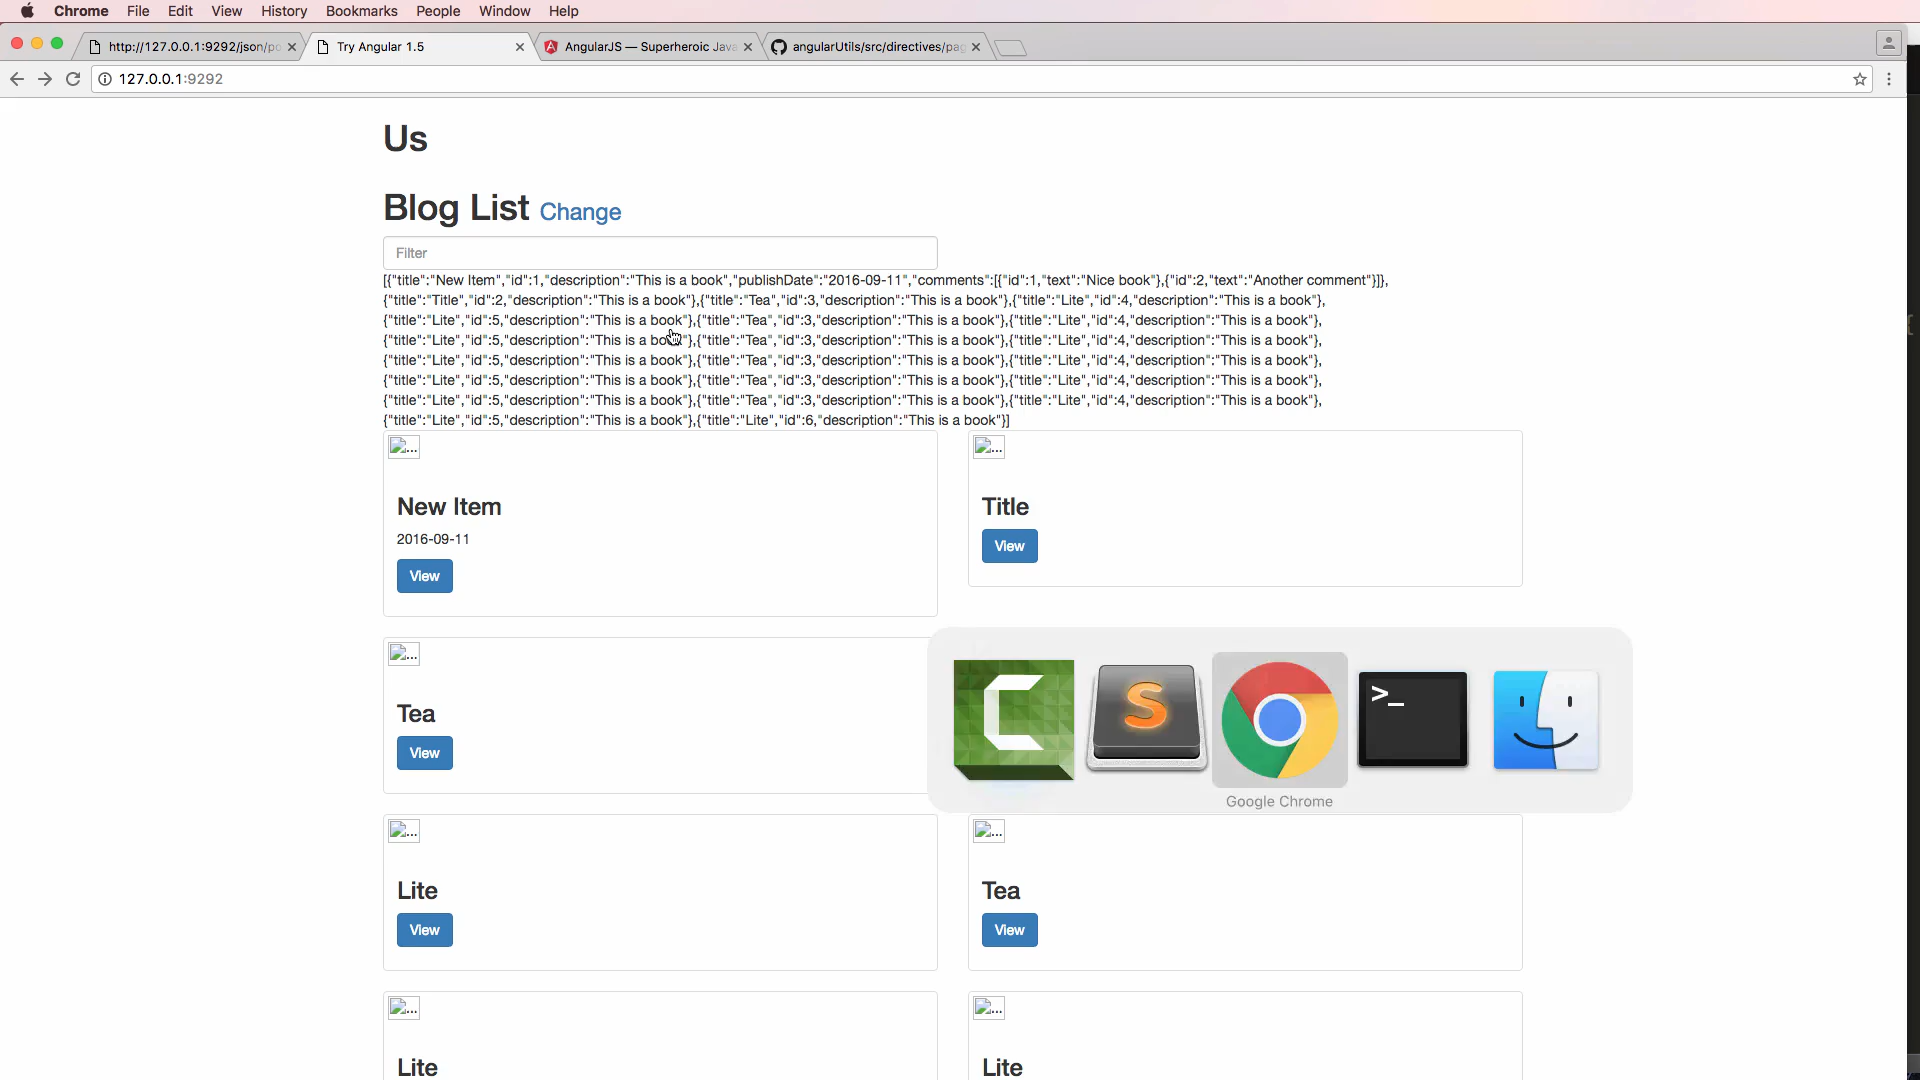 Chrome File Edit View History Bookmarks People Window Help
http://127.0.0.1:9292/json/po
Try Angular 1.5
AngularJS — Superheroic Java
angularUtils/src/directives/pag
127.0.0.1:9292
Us
Blog List Change
Filter
[{"title":"New Item","id":1,"description":"This is a book","publishDate":"2016-09-11","comments":[{"id":1,"text":"Nice book"},{"id":2,"text":"Another comment"}]},
{"title":"Title","id":2,"description":"This is a book"},{"title":"Tea","id":3,"description":"This is a book"},{"title":"Lite","id":4,"description":"This is a book"},
{"title":"Lite","id":5,"description":"This is a book"},{"title":"Tea","id":3,"description":"This is a book"},{"title":"Lite","id":4,"description":"This is a book"},
{"title":"Lite","id":5,"description":"This is a book"},{"title":"Tea","id":3,"description":"This is a book"},{"title":"Lite","id":4,"description":"This is a book"},
{"title":"Lite","id":5,"description":"This is a book"},{"title":"Tea","id":3,"description":"This is a book"},{"title":"Lite","id":4,"description":"This is a book"},
{"title":"Lite","id":5,"description":"This is a book"},{"title":"Tea","id":3,"description":"This is a book"},{"title":"Lite","id":4,"description":"This is a book"},
{"title":"Lite","id":5,"description":"This is a book"},{"title":"Tea","id":3,"description":"This is a book"},{"title":"Lite","id":4,"description":"This is a book"},
{"title":"Lite","id":5,"description":"This is a book"},{"title":"Lite","id":6,"description":"This is a book"}]
...
New Item
2016-09-11
View
...
Title
View
...
Tea
View
Google Chrome
...
Lite
View
...
Tea
View
...
Lite
...
Lite